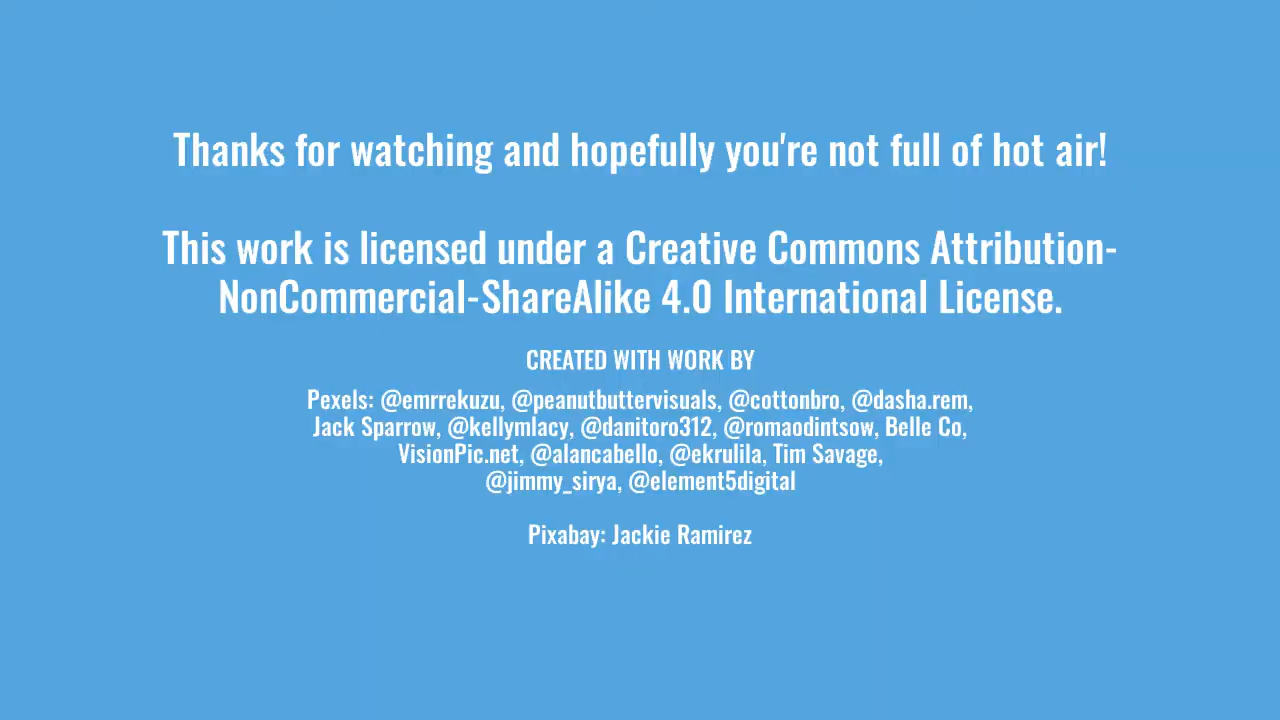 Thanks for watching and hopefully you're not full of hot air!
This work is licensed under a Creative Commons Attribution-
NonCommercial-ShareAlike 4.0 International License.
CREATED WITH WORK BY
Pexels: @emrrekuzu, @peanutbuttervisuals, @cottonbro, @dasha.rem,
Jack Sparrow, @kellymlacy, @danitoro312, @romaodintsow, Belle Co,
VisionPic.net, @alancabello, @ekrulila, Tim Savage,
@jimmy_sirya, @element5digital
Pixabay: Jackie Ramirez